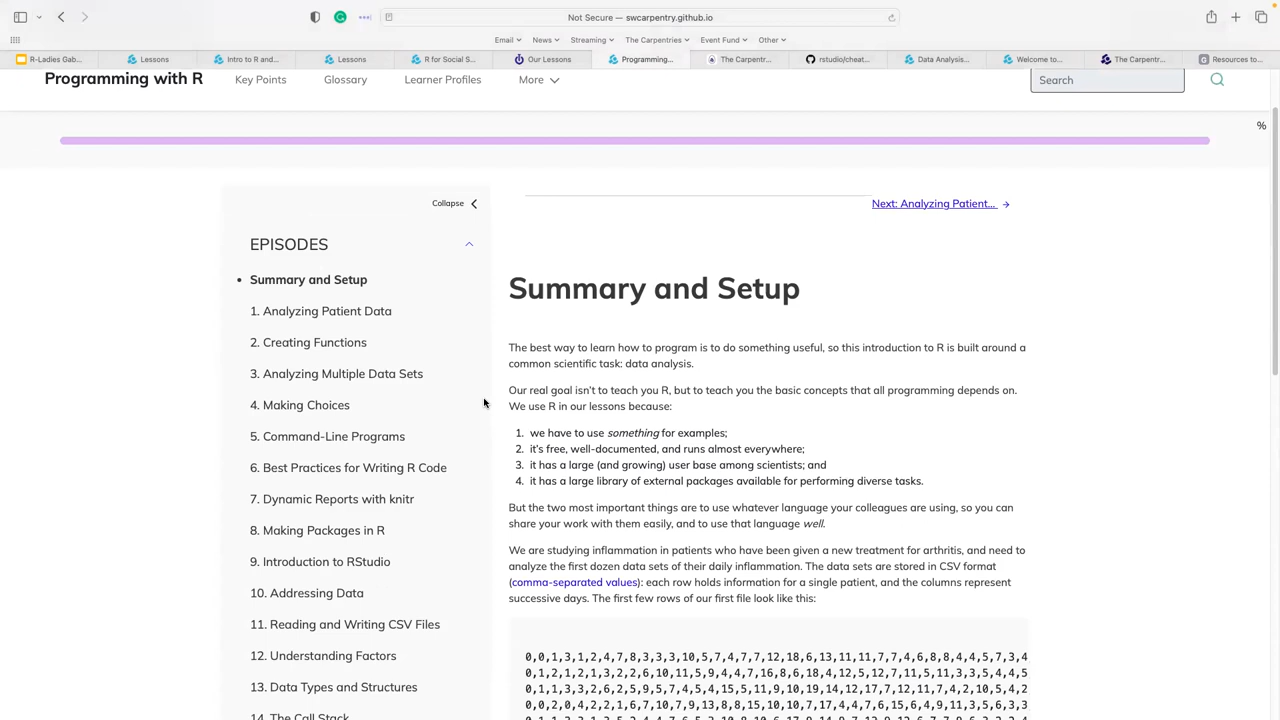 Not Secure — swcarpentry.github.io
Email News Streaming The Carpentries Event Fund Other
R-Ladies Gab... Lessons Intro to R and... Lessons R for Social S... Our Lessons Programming... The Carpentr... rstudio/cheat... Data Analysis... Welcome to... The Carpentr... Resources to...
Programming with R Key Points Glossary Learner Profiles More Search
%
Collapse
Next: Analyzing Patient... →
EPISODES
Summary and Setup
1. Analyzing Patient Data
2. Creating Functions
3. Analyzing Multiple Data Sets
4. Making Choices
5. Command-Line Programs
6. Best Practices for Writing R Code
7. Dynamic Reports with knitr
8. Making Packages in R
9. Introduction to RStudio
10. Addressing Data
11. Reading and Writing CSV Files
12. Understanding Factors
13. Data Types and Structures
14. The Call Stack
Summary and Setup
The best way to learn how to program is to do something useful, so this introduction to R is built around a
common scientific task: data analysis.
Our real goal isn't to teach you R, but to teach you the basic concepts that all programming depends on.
We use R in our lessons because:
1. we have to use something for examples;
2. it's free, well-documented, and runs almost everywhere;
3. it has a large (and growing) user base among scientists; and
4. it has a large library of external packages available for performing diverse tasks.
But the two most important things are to use whatever language your colleagues are using, so you can
share your work with them easily, and to use that language well.
We are studying inflammation in patients who have been given a new treatment for arthritis, and need to
analyze the first dozen data sets of their daily inflammation. The data sets are stored in CSV format
(comma-separated values): each row holds information for a single patient, and the columns represent
successive days. The first few rows of our first file look like this:
0,0,1,3,1,2,4,7,8,3,3,3,10,5,7,4,7,7,12,18,6,13,11,11,7,7,4,6,8,8,4,4,5,7,3,4
0,1,2,1,2,1,3,2,2,6,10,11,5,9,4,4,7,16,8,6,18,4,12,5,12,7,11,5,11,3,3,5,4,4,5
0,1,1,3,3,2,6,2,5,9,5,7,4,5,4,15,5,11,9,10,19,14,12,17,7,12,11,7,4,2,10,5,4,2
0,0,2,0,4,2,2,1,6,7,10,7,9,13,8,8,15,10,10,7,17,4,4,7,6,15,6,4,9,11,3,5,6,3,3